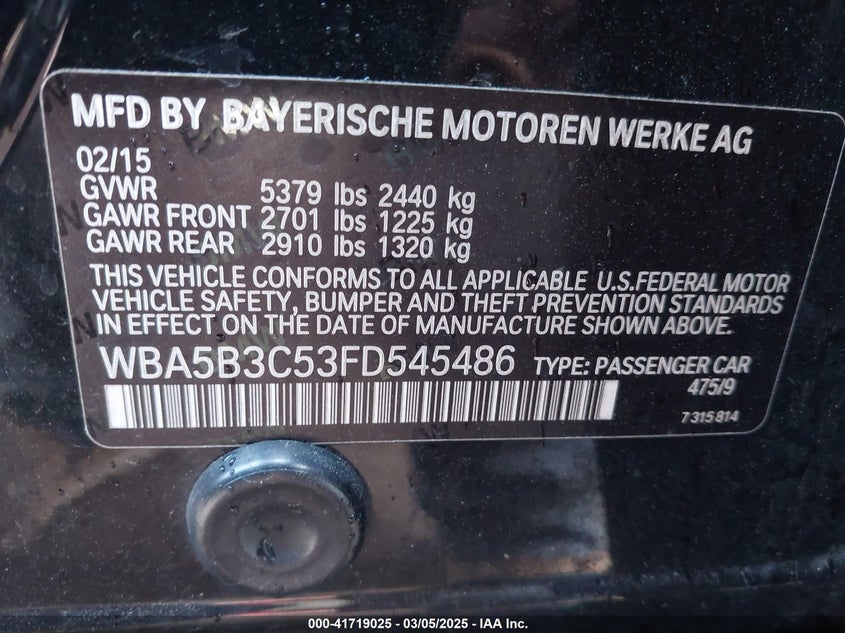 MFD BY BAYERISCHE MOTOREN WERKE AG
02/15
GVWR 5379 lbs 2440 kg
GAWR FRONT 2701 lbs 1225 kg
GAWR REAR 2910 lbs 1320 kg
THIS VEHICLE CONFORMS TO ALL APPLICABLE U.S.FEDERAL MOTOR
VEHICLE SAFETY, BUMPER AND THEFT PREVENTION STANDARDS
IN EFFECT ON THE DATE OF MANUFACTURE SHOWN ABOVE.
WBA5B3C53FD545486 TYPE: PASSENGER CAR
475/9
7 315 814
000-41719025 - 03/05/2025 - IAA Inc.